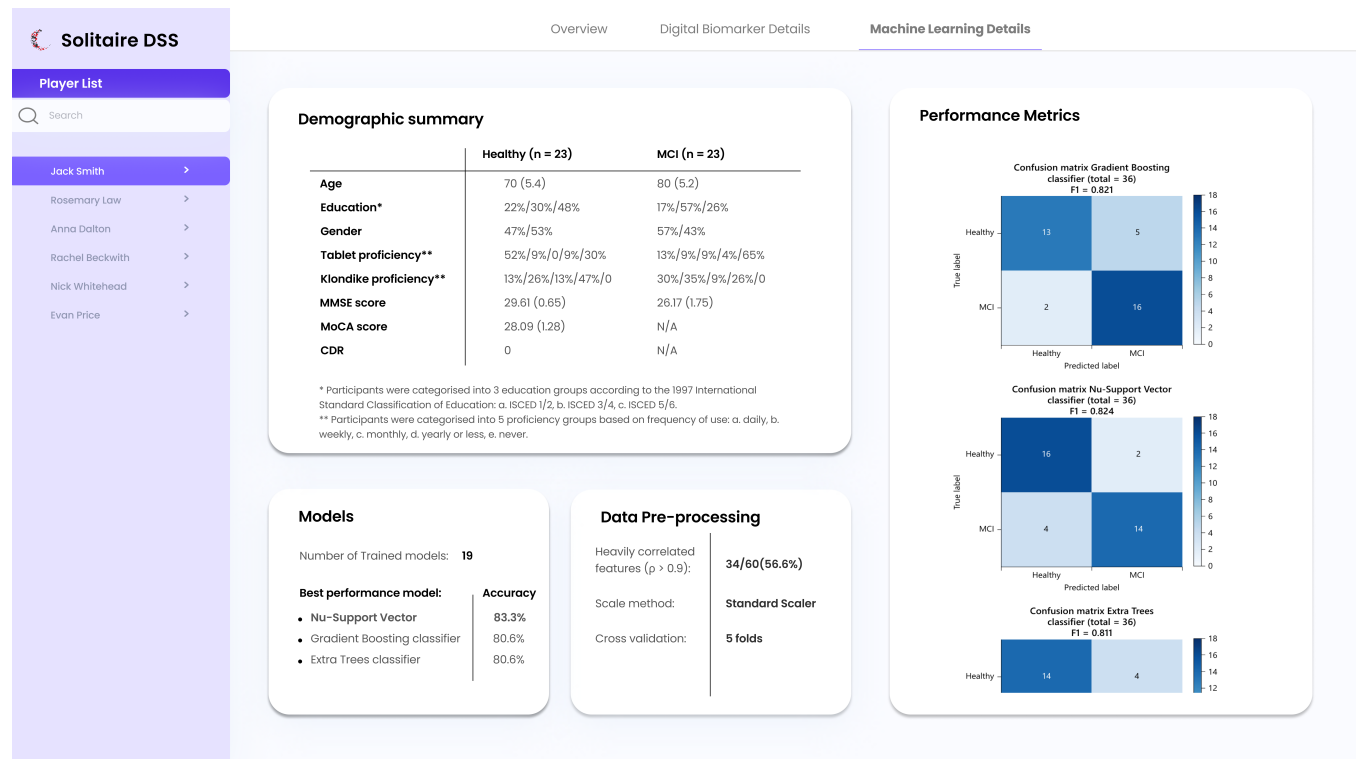 Solitaire DSS
Player List
Search
Jack Smith >
Rosemary Law >
Anna Dalton >
Rachel Beckwith >
Nick Whitehead >
Evan Price >
Overview Digital Biomarker Details Machine Learning Details
Demographic summary
Healthy (n = 23) MCI (n = 23)
Age 70 (5.4) 80 (5.2)
Education* 22%/30%/48% 17%/57%/26%
Gender 47%/53% 57%/43%
Tablet proficiency** 52%/9%/0/9%/30% 13%/9%/9%/4%/65%
Klondike proficiency** 13%/26%/13%/47%/0 30%/35%/9%/26%/0
MMSE score 29.61 (0.65) 26.17 (1.75)
MoCA score 28.09 (1.28) N/A
CDR 0 N/A
* Participants were categorised into 3 education groups according to the 1997 International
Standard Classification of Education: a. ISCED 1/2, b. ISCED 3/4, c. ISCED 5/6.
** Participants were categorised into 5 proficiency groups based on frequency of use: a. daily, b.
weekly, c. monthly, d. yearly or less, e. never.
Models
Number of Trained models: 19
Best performance model: Accuracy
• Nu-Support Vector 83.3%
• Gradient Boosting classifier 80.6%
• Extra Trees classifier 80.6%
Data Pre-processing
Heavily correlated
features (ρ > 0.9): 34/60(56.6%)
Scale method: Standard Scaler
Cross validation: 5 folds
Performance Metrics
Confusion matrix Gradient Boosting
classifier (total = 36)
F1 = 0.821
True label
Healthy 13 5
MCI 2 16
Healthy MCI
Predicted label
18
16
14
12
10
8
6
4
2
0
Confusion matrix Nu-Support Vector
classifier (total = 36)
F1 = 0.824
True label
Healthy 16 2
MCI 4 14
Healthy MCI
Predicted label
18
16
14
12
10
8
6
4
2
0
Confusion matrix Extra Trees
classifier (total = 36)
F1 = 0.811
Healthy 14 4
18
16
14
12